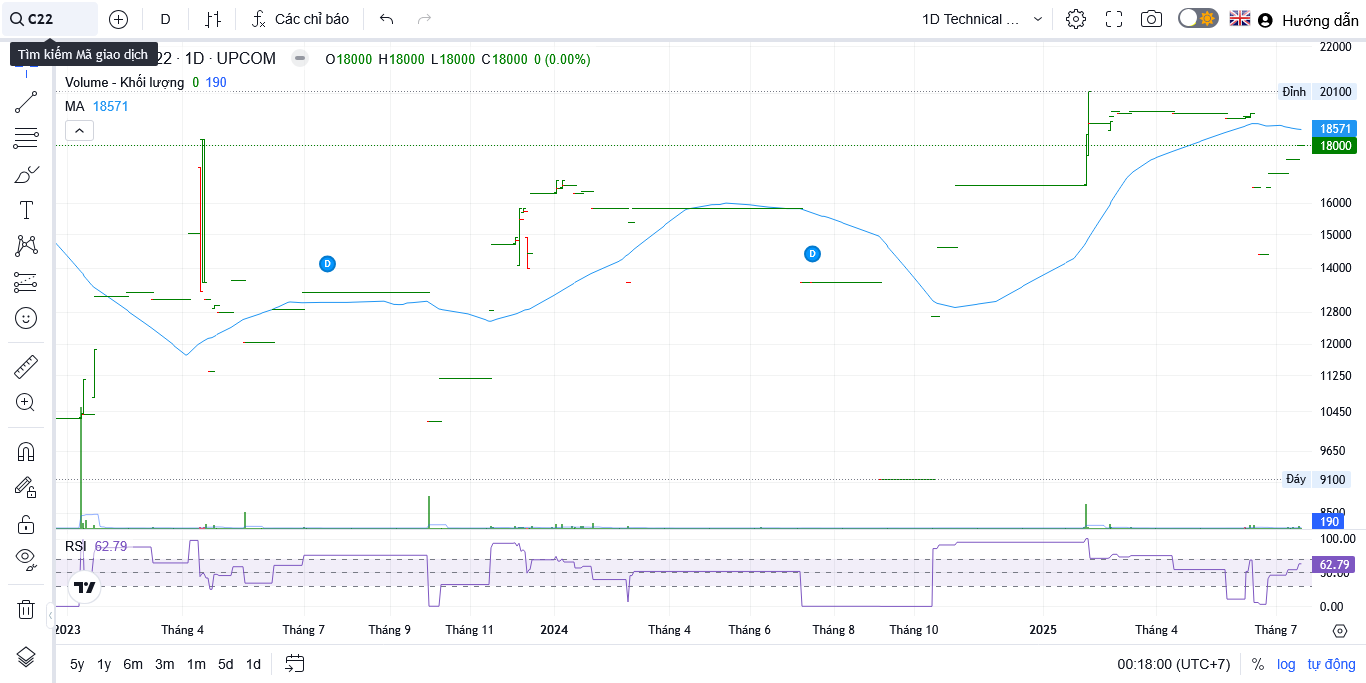 C22 D Các chỉ báo 1D Technical ... Hướng dẫn
Tìm kiếm Mã giao dịch
22 · 1D · UPCOM O18000 H18000 L18000 C18000 0 (0.00%)
Volume - Khối lượng 0 190
MA 18571
22000
Đỉnh 20100
18571
18000
16000
15000
14000
12800
12000
11250
10450
9650
Đáy 9100
8500
190
D
D
RSI 62.79
100.00
62.79
50.00
0.00
2023 Tháng 4 Tháng 7 Tháng 9 Tháng 11 2024 Tháng 4 Tháng 6 Tháng 8 Tháng 10 2025 Tháng 4 Tháng 7
5y 1y 6m 3m 1m 5d 1d 00:18:00 (UTC+7) % log tự động